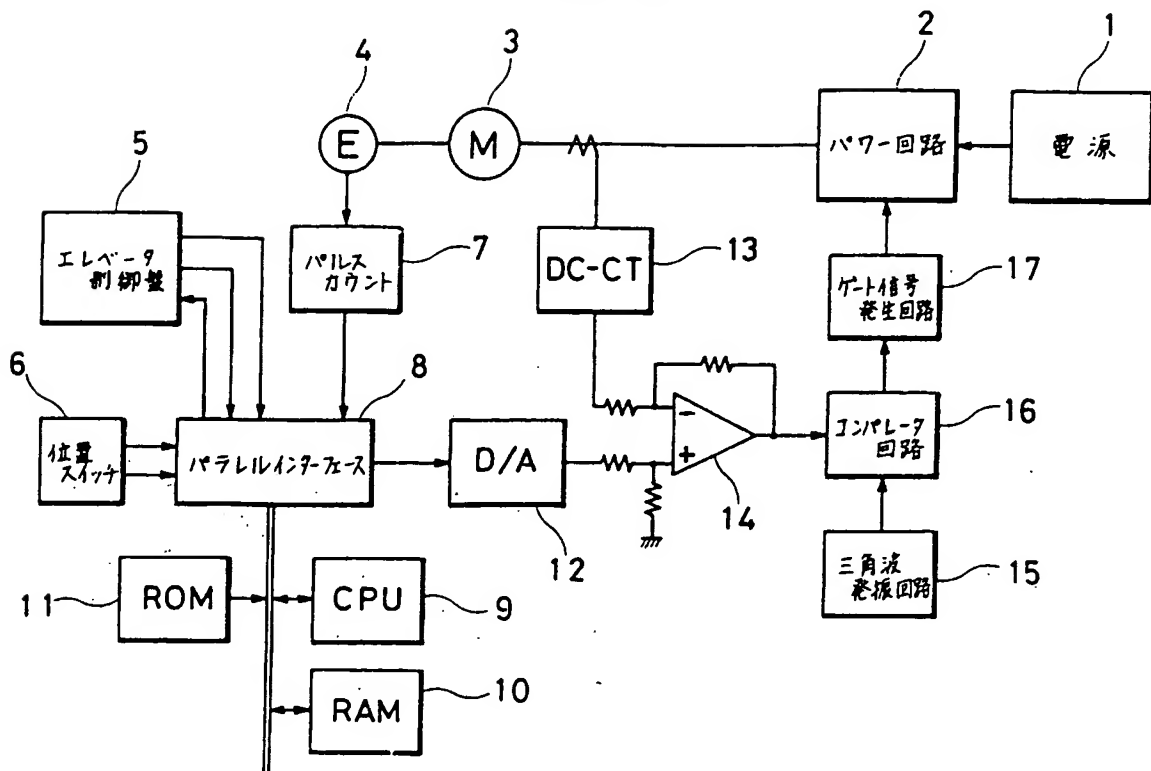 4
3
2
1
5
E
M
パワー回路
電源
エレベータ
制御盤
パルス
カウント
7
DC-CT
13
ゲート信号
発生回路
17
6
8
位置
スイッチ
パラレルインターフェース
D/A
12
−
+
14
コンパレータ
回路
16
三角波
発振回路
15
11
ROM
CPU
9
RAM
10